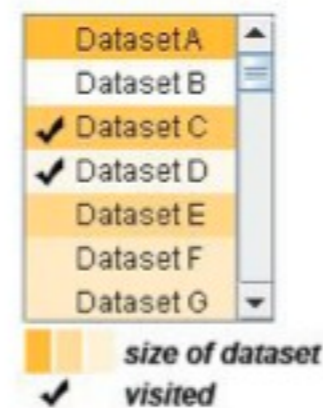 Dataset A
Dataset B
Dataset C
Dataset D
Dataset E
Dataset F
Dataset G
size of dataset
visited